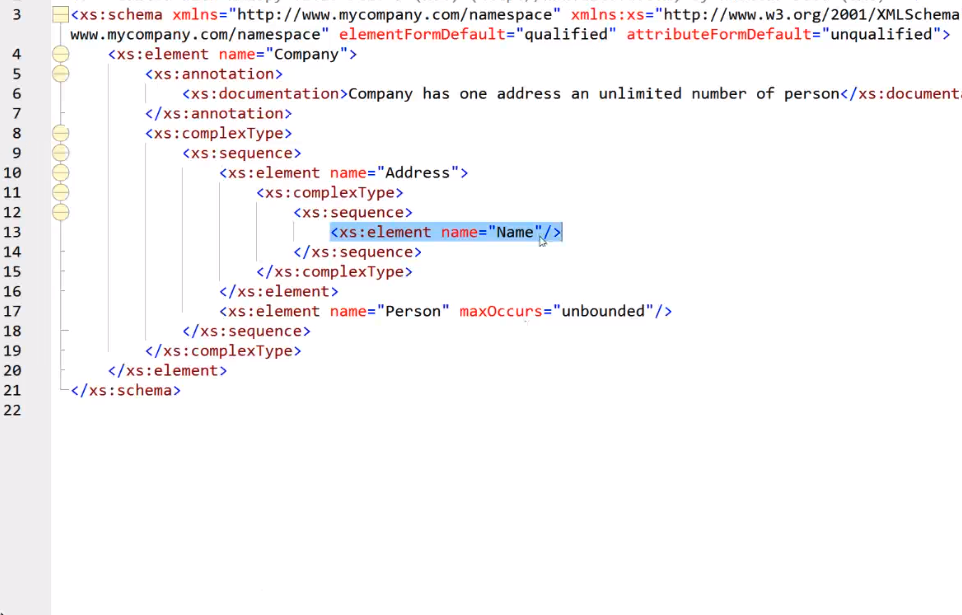 3 <xs:schema xmlns="http://www.mycompany.com/namespace" xmlns:xs="http://www.w3.org/2001/XMLSchema
www.mycompany.com/namespace" elementFormDefault="qualified" attributeFormDefault="unqualified">
4 <xs:element name="Company">
5 <xs:annotation>
6 <xs:documentation>Company has one address an unlimited number of person</xs:documenta
7 </xs:annotation>
8 <xs:complexType>
9 <xs:sequence>
10 <xs:element name="Address">
11 <xs:complexType>
12 <xs:sequence>
13 <xs:element name="Name"/>
14 </xs:sequence>
15 </xs:complexType>
16 </xs:element>
17 <xs:element name="Person" maxOccurs="unbounded"/>
18 </xs:sequence>
19 </xs:complexType>
20 </xs:element>
21 </xs:schema>
22